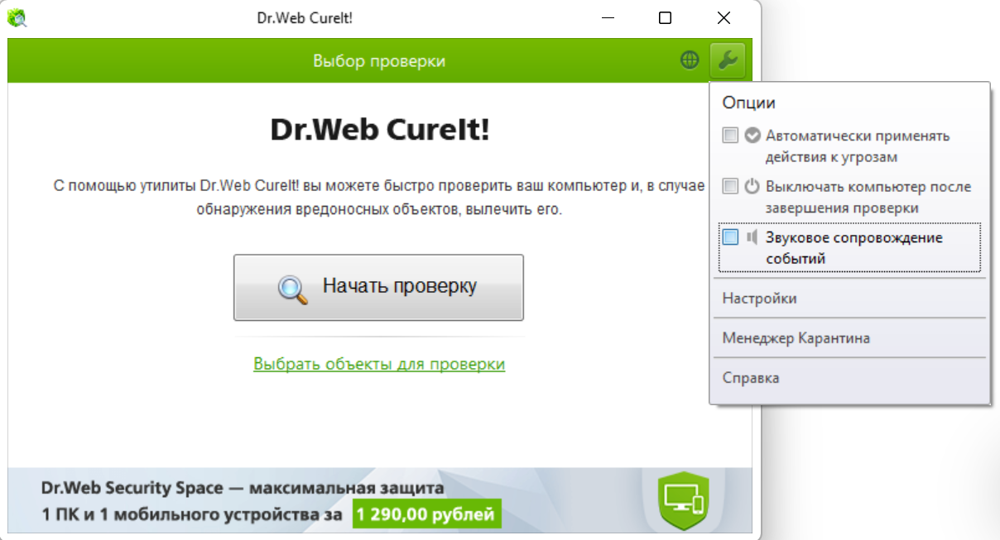 Dr.Web CureIt!
Выбор проверки
Dr.Web CureIt!
С помощью утилиты Dr.Web CureIt! вы можете быстро проверить ваш компьютер и, в случае
обнаружения вредоносных объектов, вылечить его.
Начать проверку
Выбрать объекты для проверки
Опции
Автоматически применять
действия к угрозам
Выключать компьютер после
завершения проверки
Звуковое сопровождение
событий
Настройки
Менеджер Карантина
Справка
Dr.Web Security Space — максимальная защита
1 ПК и 1 мобильного устройства за 1 290,00 рублей